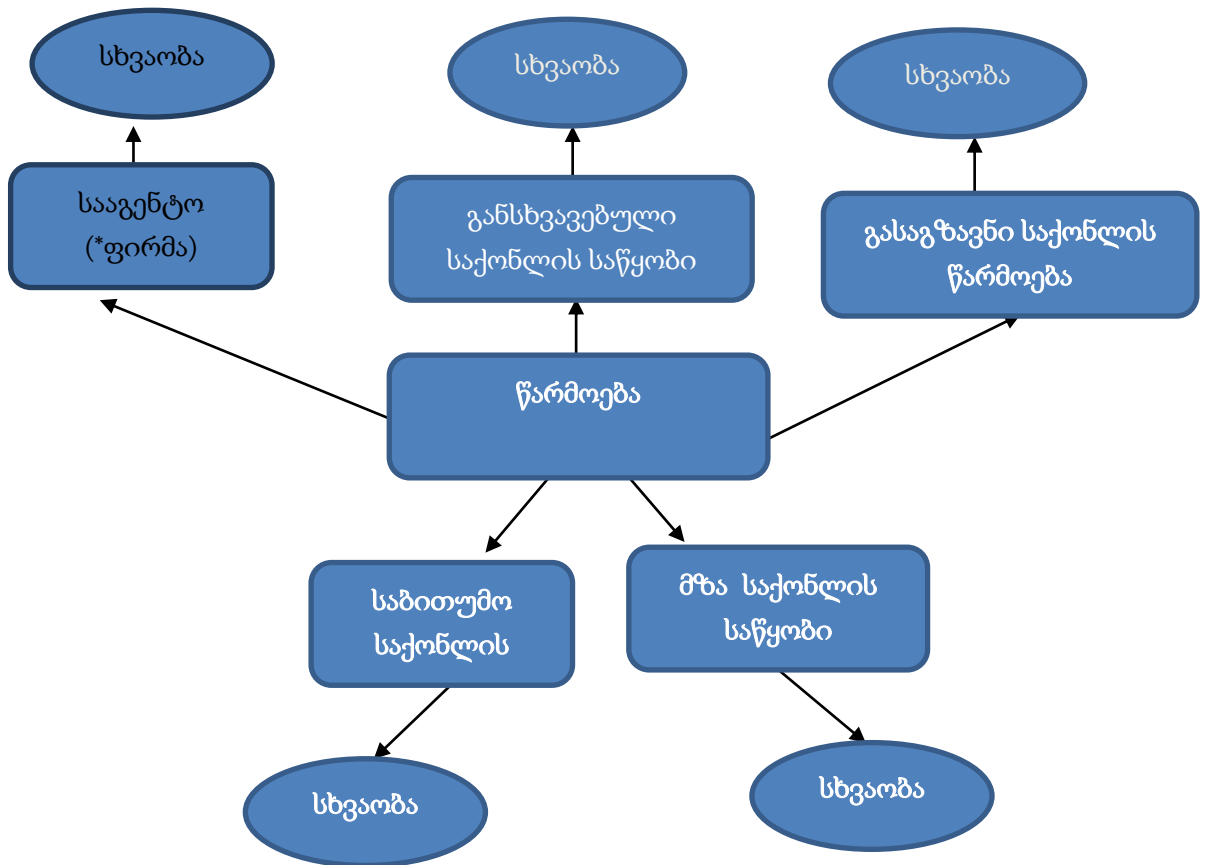 სხვაობა
სხვაობა
სხვაობა
სააგენტო
(*ფირმა)
განსხვავებული
საქონლის საწყობი
გასაგზავნი საქონლის
წარმოება
წარმოება
საბითუმო
საქონლის
მზა საქონლის
საწყობი
სხვაობა
სხვაობა